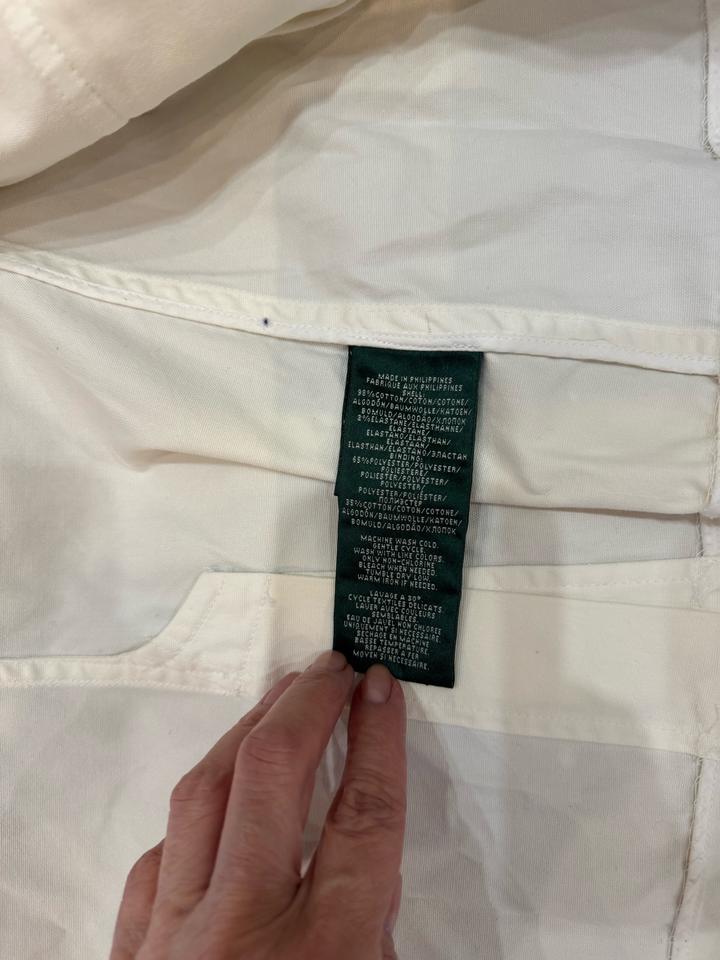 MADE IN PHILIPPINES
FABRIQUE AUX PHILIPPINES
SHELL:
98%COTTON/COTON/COTONE/
ALGODÓN/BAUMWOLLE/KATOEN/
BOMULD/ALGODÃO/ХЛОПОК
2%ELASTANE/ELASTHANNE/
ELASTANE/
ELASTANO/ELASTHAN/
ELASTAAN/
ELASTHAN/ELASTANO/ЭЛАСТАН
BINDING:
65%POLYESTER/POLYESTER/
POLIESTERE/
POLIÉSTER/POLYESTER/
POLYESTER/
POLYESTER/POLIÉSTER/
ПОЛИЭСТЕР
35%COTTON/COTON/COTONE/
ALGODÓN/BAUMWOLLE/KATOEN/
BOMULD/ALGODÃO/ХЛОПОК
MACHINE WASH COLD.
GENTLE CYCLE.
WASH WITH LIKE COLORS.
ONLY NON-CHLORINE
BLEACH WHEN NEEDED.
TUMBLE DRY LOW.
WARM IRON IF NEEDED.
LAVAGE A 30°
CYCLE TEXTILES DELICATS.
LAVER AVEC COULEURS
SEMBLABLES.
EAU DE JAVEL NON CHLOREE
UNIQUEMENT SI NECESSAIRE.
SECHAGE EN MACHINE
BASSE TEMPERATURE.
REPASSER A FER
MOYEN SI NECESSAIRE.